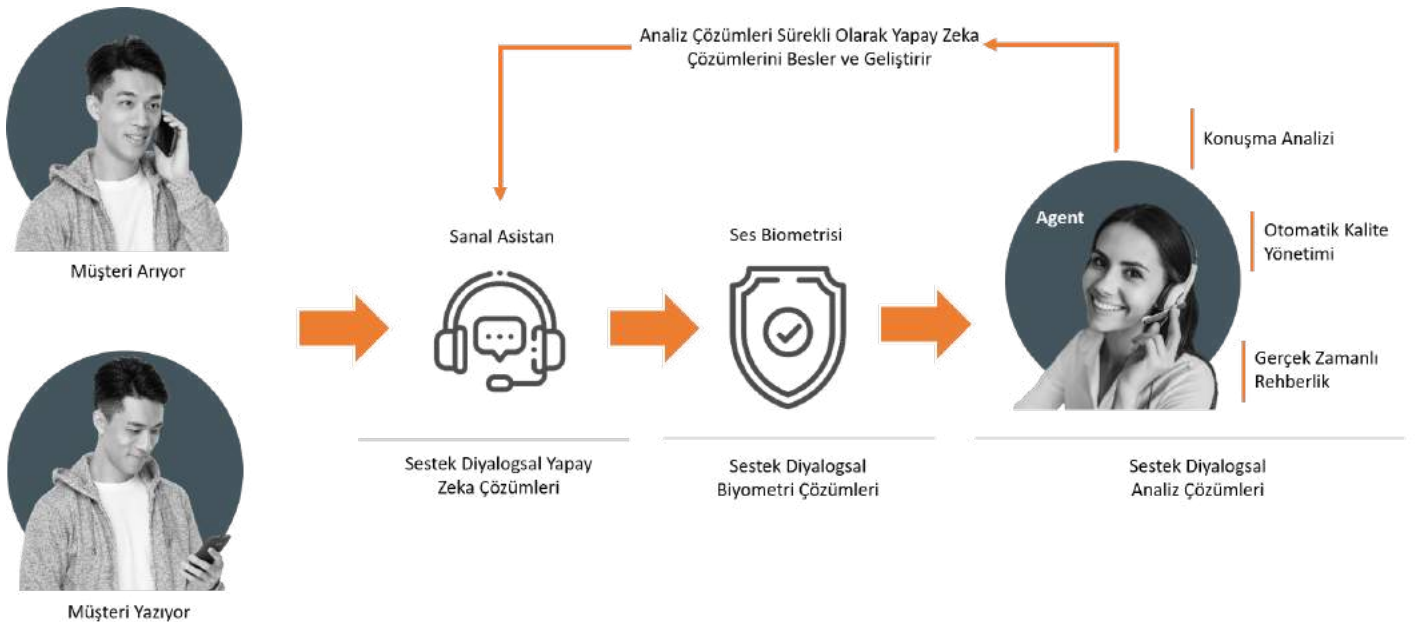 Analiz Çözümleri Sürekli Olarak Yapay Zeka
Çözümlerini Besler ve Geliştirir
Müşteri Arıyor
Müşteri Yazıyor
Sanal Asistan
Sestek Diyalogsal Yapay
Zeka Çözümleri
Ses Biometrisi
Sestek Diyalogsal
Biyometri Çözümleri
Agent
Konuşma Analizi
Otomatik Kalite
Yönetimi
Gerçek Zamanlı
Rehberlik
Sestek Diyalogsal
Analiz Çözümleri